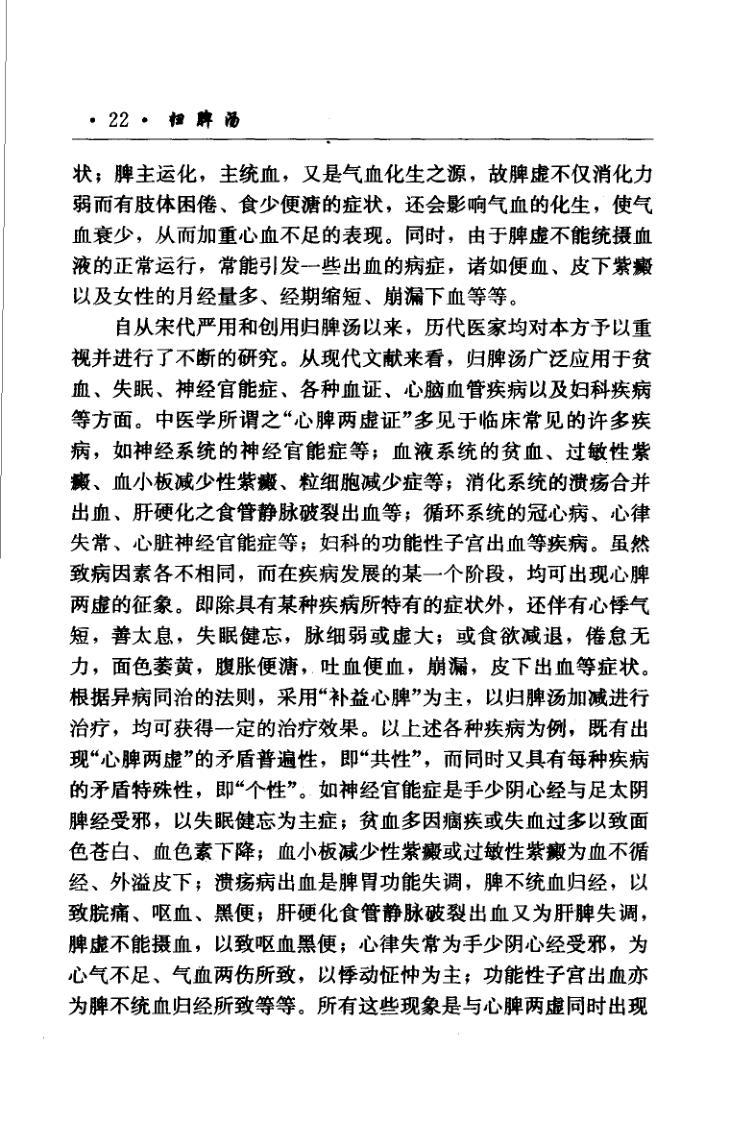 · 22 · 归脾汤
状；脾主运化，主统血，又是气血化生之源，故脾虚不仅消化力
弱而有肢体困倦、食少便溏的症状，还会影响气血的化生，使气
血衰少，从而加重心血不足的表现。同时，由于脾虚不能统摄血
液的正常运行，常能引发一些出血的病症，诸如便血、皮下紫癜
以及女性的月经量多、经期缩短、崩漏下血等等。
自从宋代严用和创用归脾汤以来，历代医家均对本方予以重
视并进行了不断的研究。从现代文献来看，归脾汤广泛应用于贫
血、失眠、神经官能症、各种血证、心脑血管疾病以及妇科疾病
等方面。中医学所谓之“心脾两虚证”多见于临床常见的许多疾
病，如神经系统的神经官能症等；血液系统的贫血、过敏性紫
癜、血小板减少性紫癜、粒细胞减少症等；消化系统的溃疡合并
出血、肝硬化之食管静脉破裂出血等；循环系统的冠心病、心律
失常、心脏神经官能症等；妇科的功能性子宫出血等疾病。虽然
致病因素各不相同，而在疾病发展的某一个阶段，均可出现心脾
两虚的征象。即除具有某种疾病所特有的症状外，还伴有心悸气
短，善太息，失眠健忘，脉细弱或虚大；或食欲减退，倦怠无
力，面色萎黄，腹胀便溏，吐血便血，崩漏，皮下出血等症状。
根据异病同治的法则，采用“补益心脾”为主，以归脾汤加减进行
治疗，均可获得一定的治疗效果。以上述各种疾病为例，既有出
现“心脾两虚”的矛盾普遍性，即“共性”，而同时又具有每种疾病
的矛盾特殊性，即“个性”。如神经官能症是手少阴心经与足太阴
脾经受邪，以失眠健忘为主症；贫血多因痼疾或失血过多以致面
色苍白、血色素下降；血小板减少性紫癜或过敏性紫癜为血不循
经、外溢皮下；溃疡病出血是脾胃功能失调，脾不统血归经，以
致脘痛、呕血、黑便；肝硬化食管静脉破裂出血又为肝脾失调，
脾虚不能摄血，以致呕血黑便；心律失常为手少阴心经受邪，为
心气不足、气血两伤所致，以悸动怔忡为主；功能性子宫出血亦
为脾不统血归经所致等等。所有这些现象是与心脾两虚同时出现